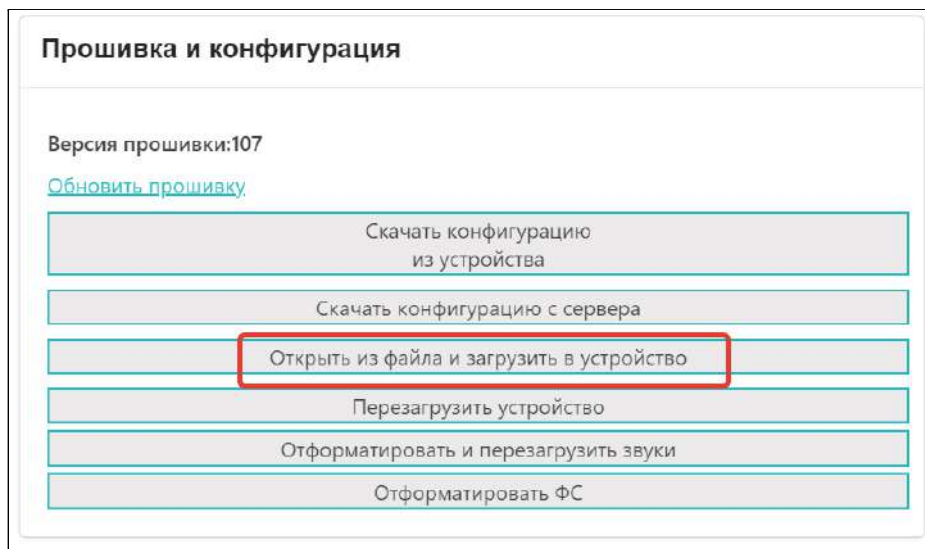 Прошивка и конфигурация
Версия прошивки:107
Обновить прошивку
Скачать конфигурацию
из устройства
Скачать конфигурацию с сервера
Открыть из файла и загрузить в устройство
Перезагрузить устройство
Отформатировать и перезагрузить звуки
Отформатировать ФС